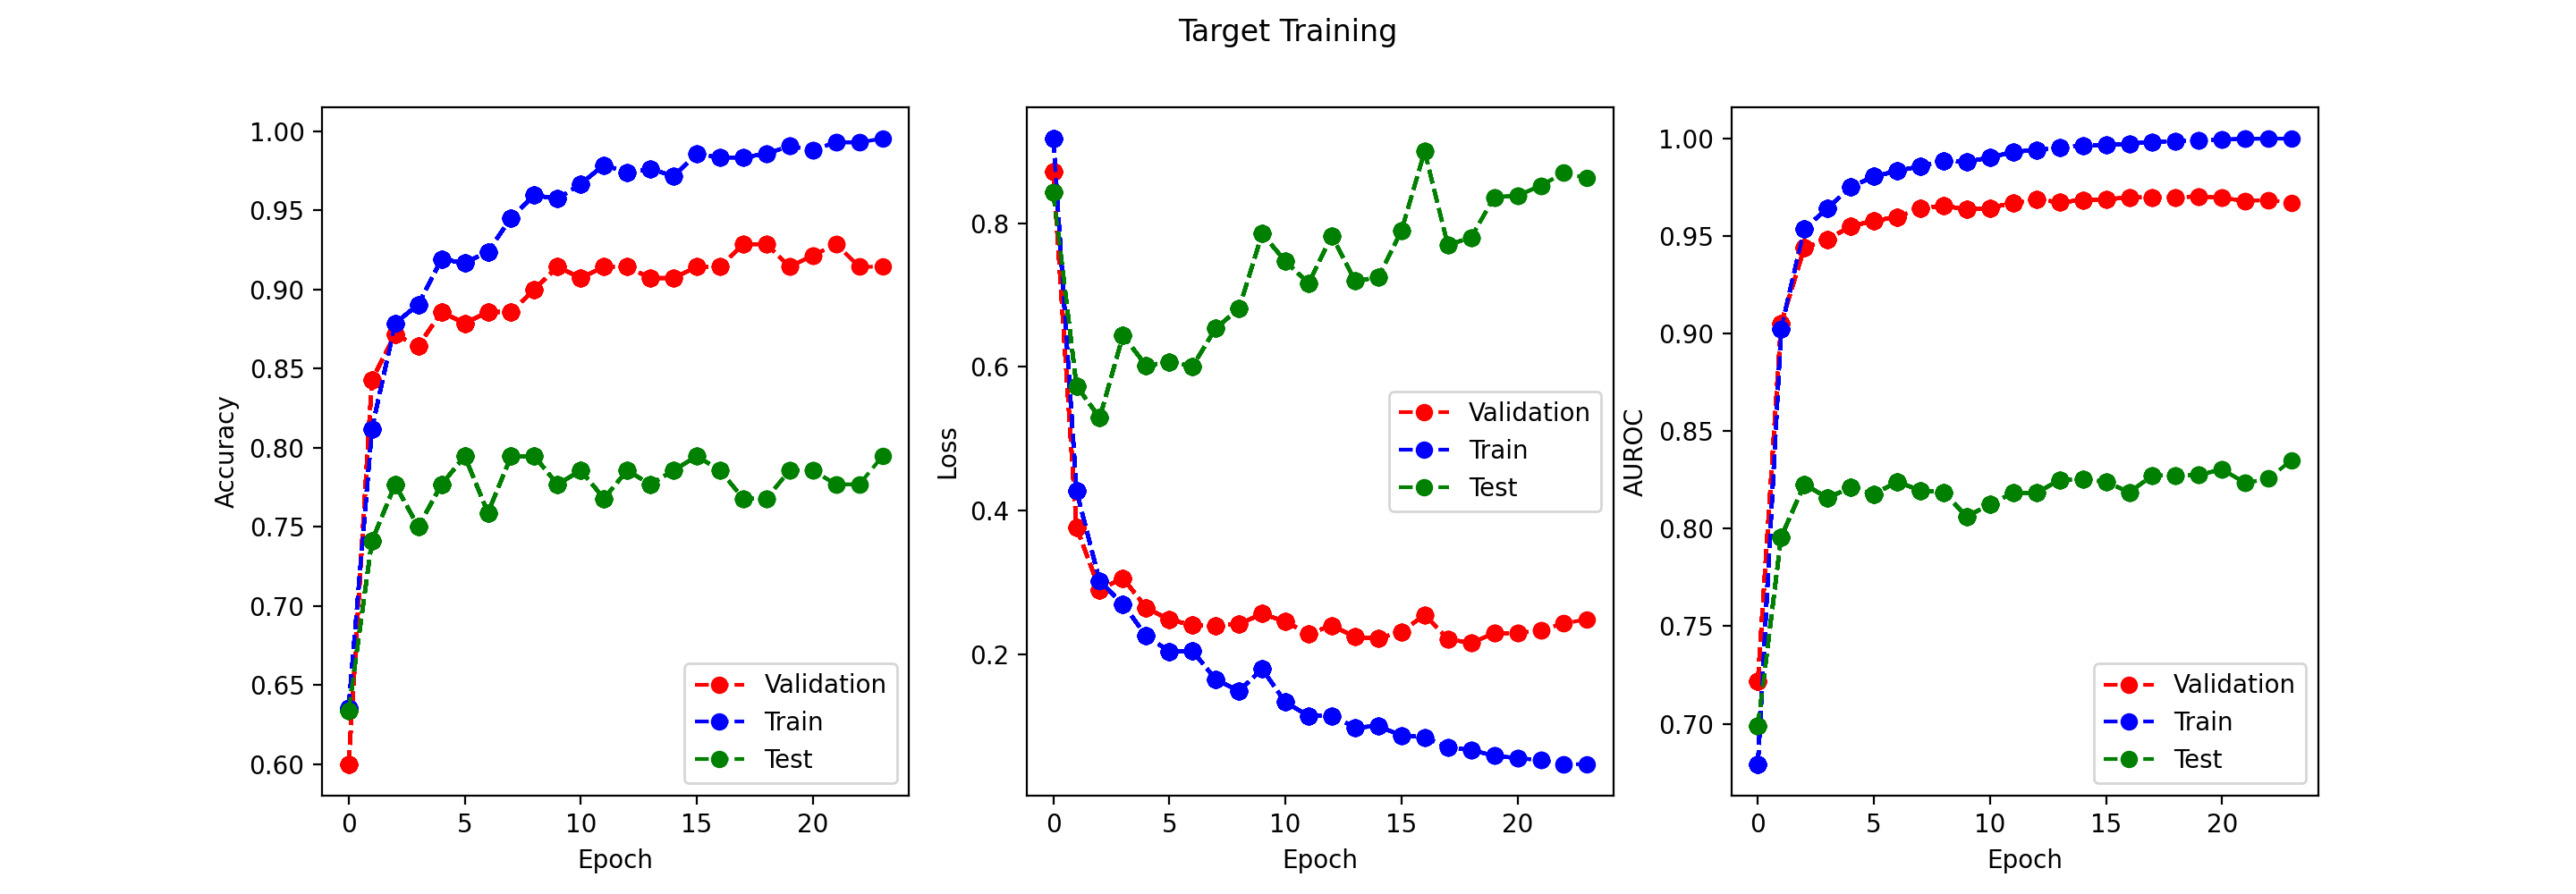 Target Training
Accuracy
1.00
0.95
0.90
0.85
0.80
0.75
0.70
0.65
0.60
0 5 10 15 20
Epoch
Validation
Train
Test
Loss
0.8
0.6
0.4
0.2
0 5 10 15 20
Epoch
Validation
Train
Test
AUROC
1.00
0.95
0.90
0.85
0.80
0.75
0.70
0 5 10 15 20
Epoch
Validation
Train
Test